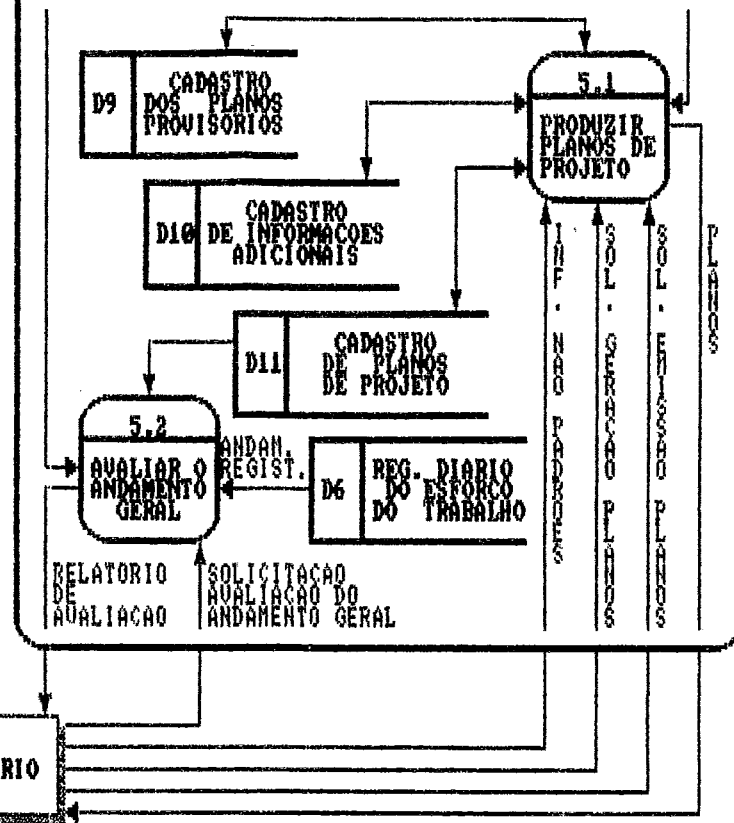 D9
CADASTRO
DOS PLANOS
PROVISORIOS
5.1
PRODUZIR
PLANOS DE
PROJETO
D10
CADASTRO
DE INFORMACOES
ADICIONAIS
D11
CADASTRO
DE PLANOS
DE PROJETO
5.2
AVALIAR O
ANDAMENTO
GERAL
ANDAM.
REGIST.
D6
REG. DIARIO
DO ESFORCO
DO TRABALHO
INF. NAO PADROES
SOL. GERACAO PLANOS
SOL. EMISSAO PLANOS
PLANOS
RELATORIO
DE
AVALIACAO
SOLICITACAO
AVALIACAO DO
ANDAMENTO GERAL
RIO